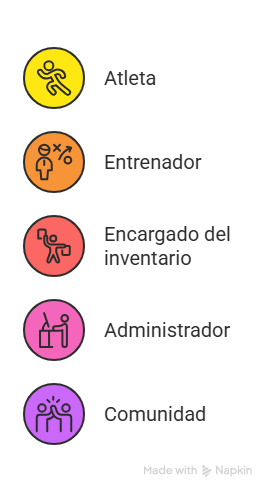 Atleta
Entrenador
Encargado del
inventario
Administrador
Comunidad
Made with Napkin